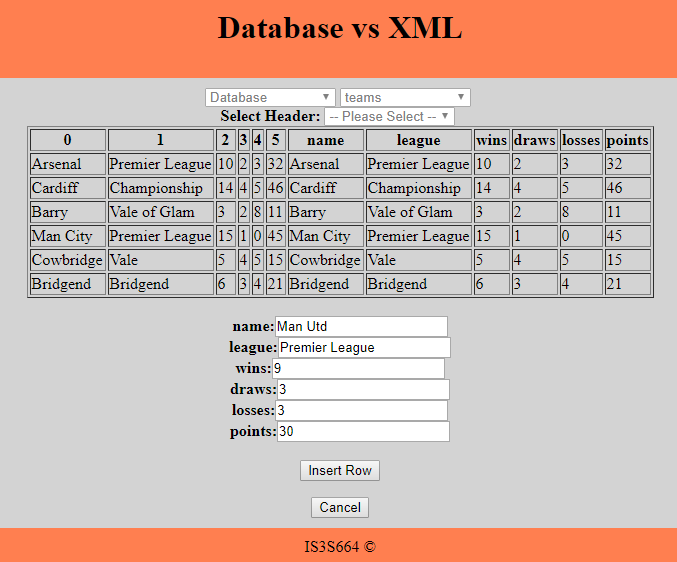 Database vs XML
Database teams
Select Header: -- Please Select --
0 1 2 3 4 5 name league wins draws losses points
Arsenal Premier League 10 2 3 32 Arsenal Premier League 10 2 3 32
Cardiff Championship 14 4 5 46 Cardiff Championship 14 4 5 46
Barry Vale of Glam 3 2 8 11 Barry Vale of Glam 3 2 8 11
Man City Premier League 15 1 0 45 Man City Premier League 15 1 0 45
Cowbridge Vale 5 4 5 15 Cowbridge Vale 5 4 5 15
Bridgend Bridgend 6 3 4 21 Bridgend Bridgend 6 3 4 21
name: Man Utd
league: Premier League
wins: 9
draws: 3
losses: 3
points: 30
Insert Row
Cancel
IS3S664 ©